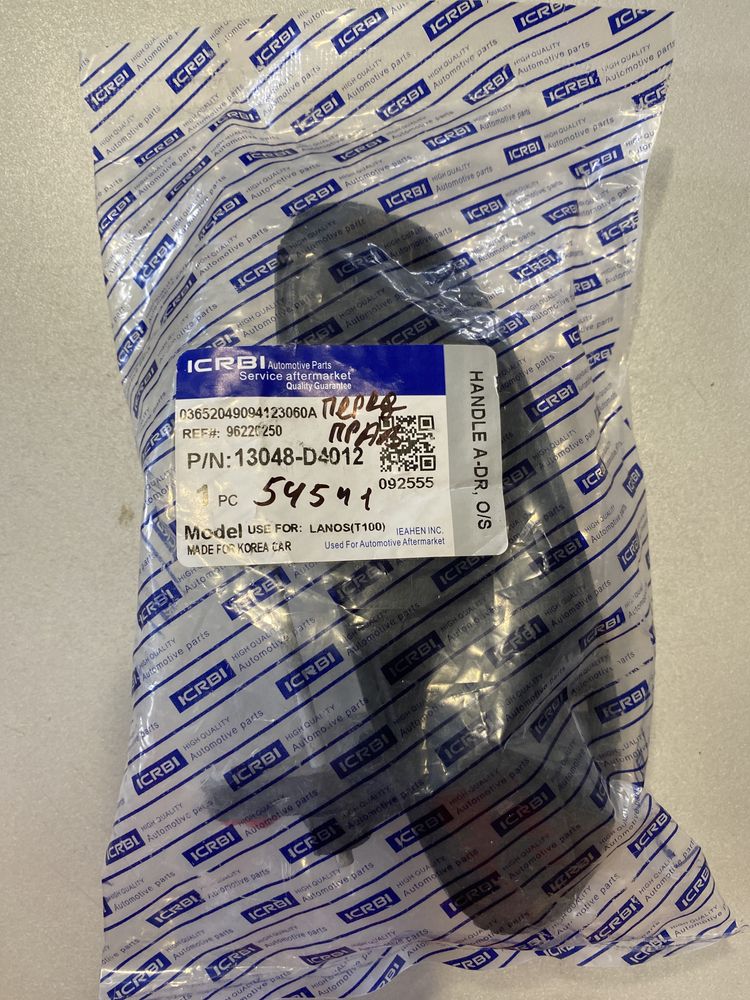 ICRBI Automotive Parts
Service aftermarket
Quality Guarantee
03652049094123060A
REF#: 96220250
P/N:13048-D4012
1 PC 54541
092555
Model USE FOR: LANOS(T100) IEAHEN INC.
MADE FOR KOREA CAR Used For Automotive Aftermarket
HANDLE A-DR, O/S
HIGH QUALITY
ICRBI Automotive parts